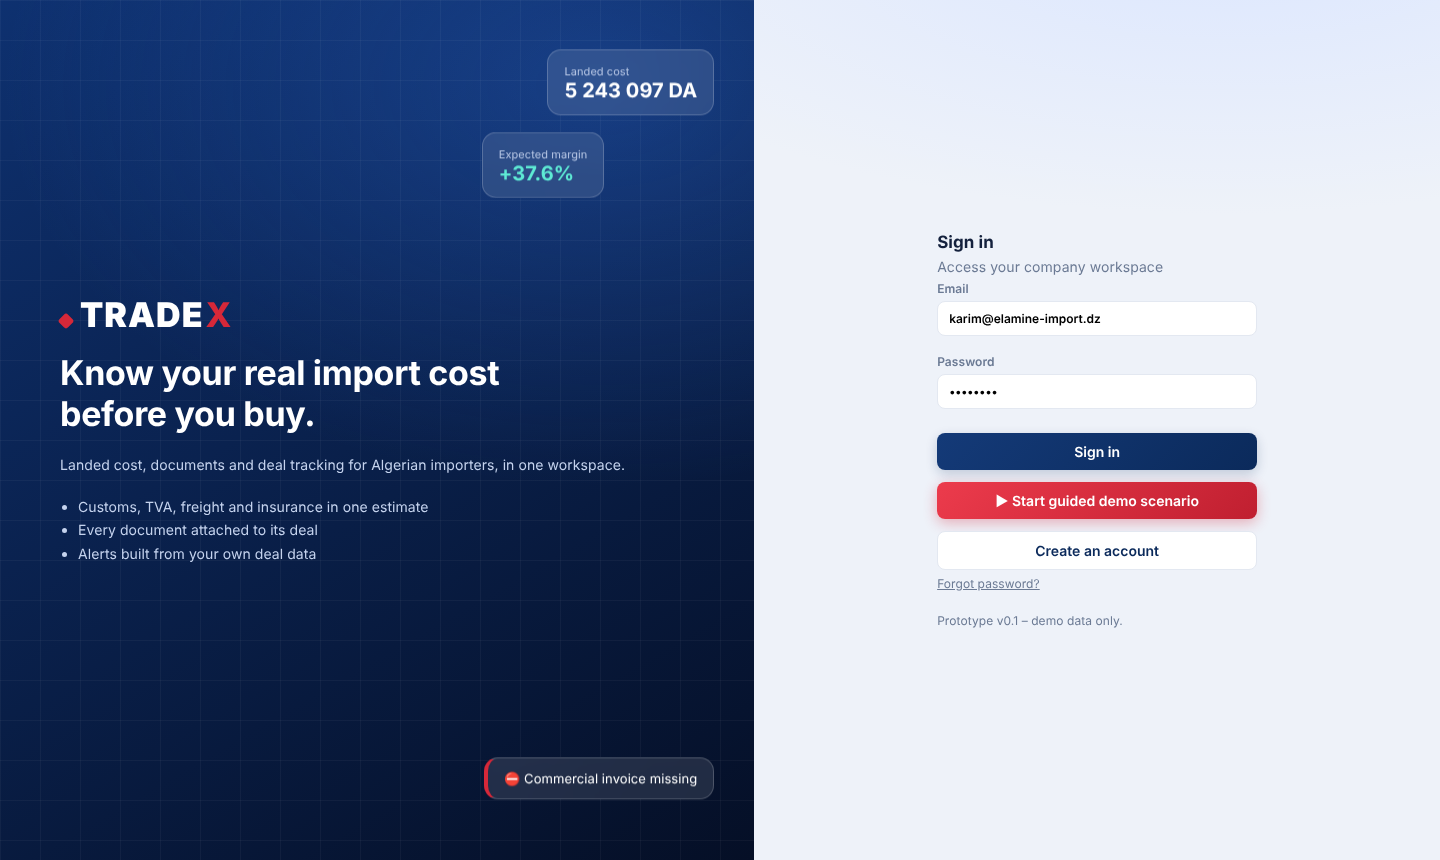 Landed cost
5 243 097 DA
Expected margin
+37.6%
TRADEX
Know your real import cost
before you buy.
Landed cost, documents and deal tracking for Algerian importers, in one workspace.
• Customs, TVA, freight and insurance in one estimate
• Every document attached to its deal
• Alerts built from your own deal data
⛔ Commercial invoice missing
Sign in
Access your company workspace
Email
karim@elamine-import.dz
Password
••••••••
Sign in
▶ Start guided demo scenario
Create an account
Forgot password?
Prototype v0.1 – demo data only.